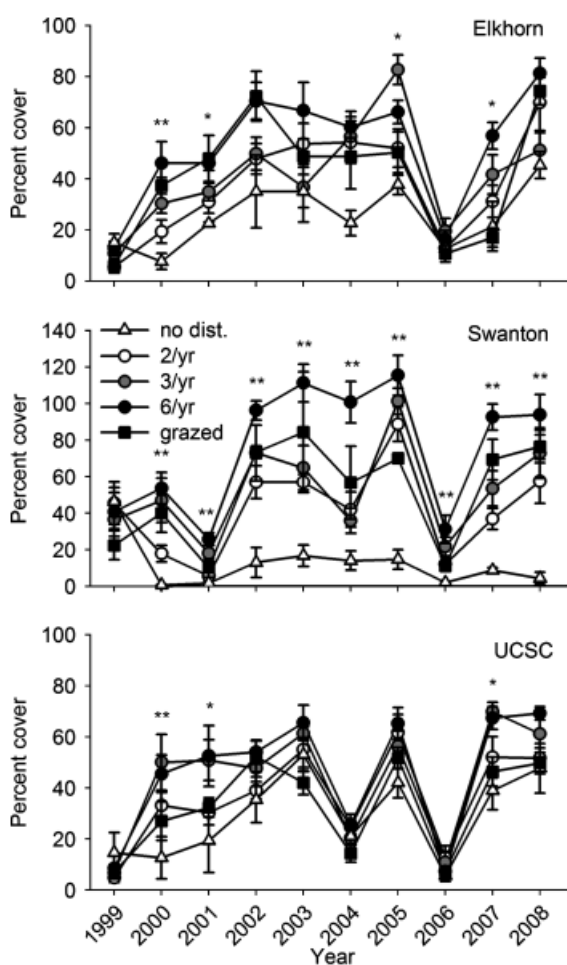 Elkhorn
Percent cover
100
80
60
40
20
0
* ** * *
Swanton
Percent cover
140
120
100
80
60
40
20
0
no dist.
2/yr
3/yr
6/yr
grazed
** ** ** ** ** ** ** ** **
UCSC
Percent cover
100
80
60
40
20
0
** * *
1999 2000 2001 2002 2003 2004 2005 2006 2007 2008
Year